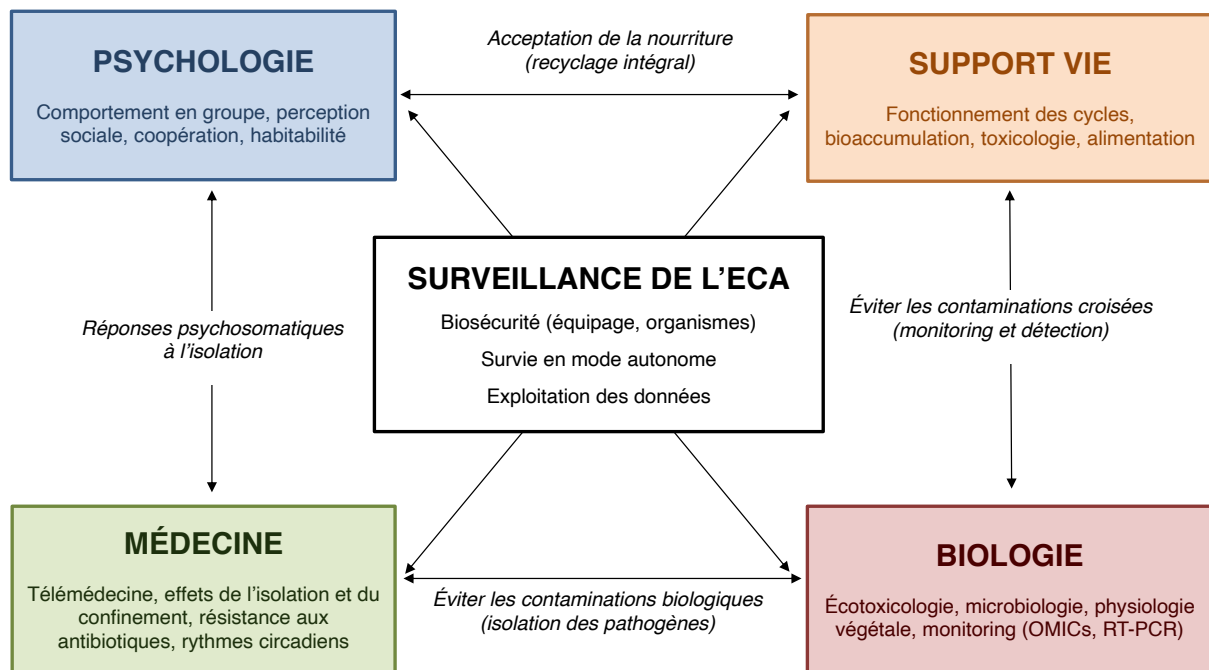 PSYCHOLOGIE
Comportement en groupe, perception
sociale, coopération, habitabilité
Acceptation de la nourriture
(recyclage intégral)
SUPPORT VIE
Fonctionnement des cycles,
bioaccumulation, toxicologie, alimentation
SURVEILLANCE DE L’ECA
Biosécurité (équipage, organismes)
Survie en mode autonome
Exploitation des données
Réponses psychosomatiques
à l’isolation
Éviter les contaminations croisées
(monitoring et détection)
MÉDECINE
Télémédecine, effets de l’isolation et du
confinement, résistance aux
antibiotiques, rythmes circadiens
Éviter les contaminations biologiques
(isolation des pathogènes)
BIOLOGIE
Écotoxicologie, microbiologie, physiologie
végétale, monitoring (OMICs, RT-PCR)